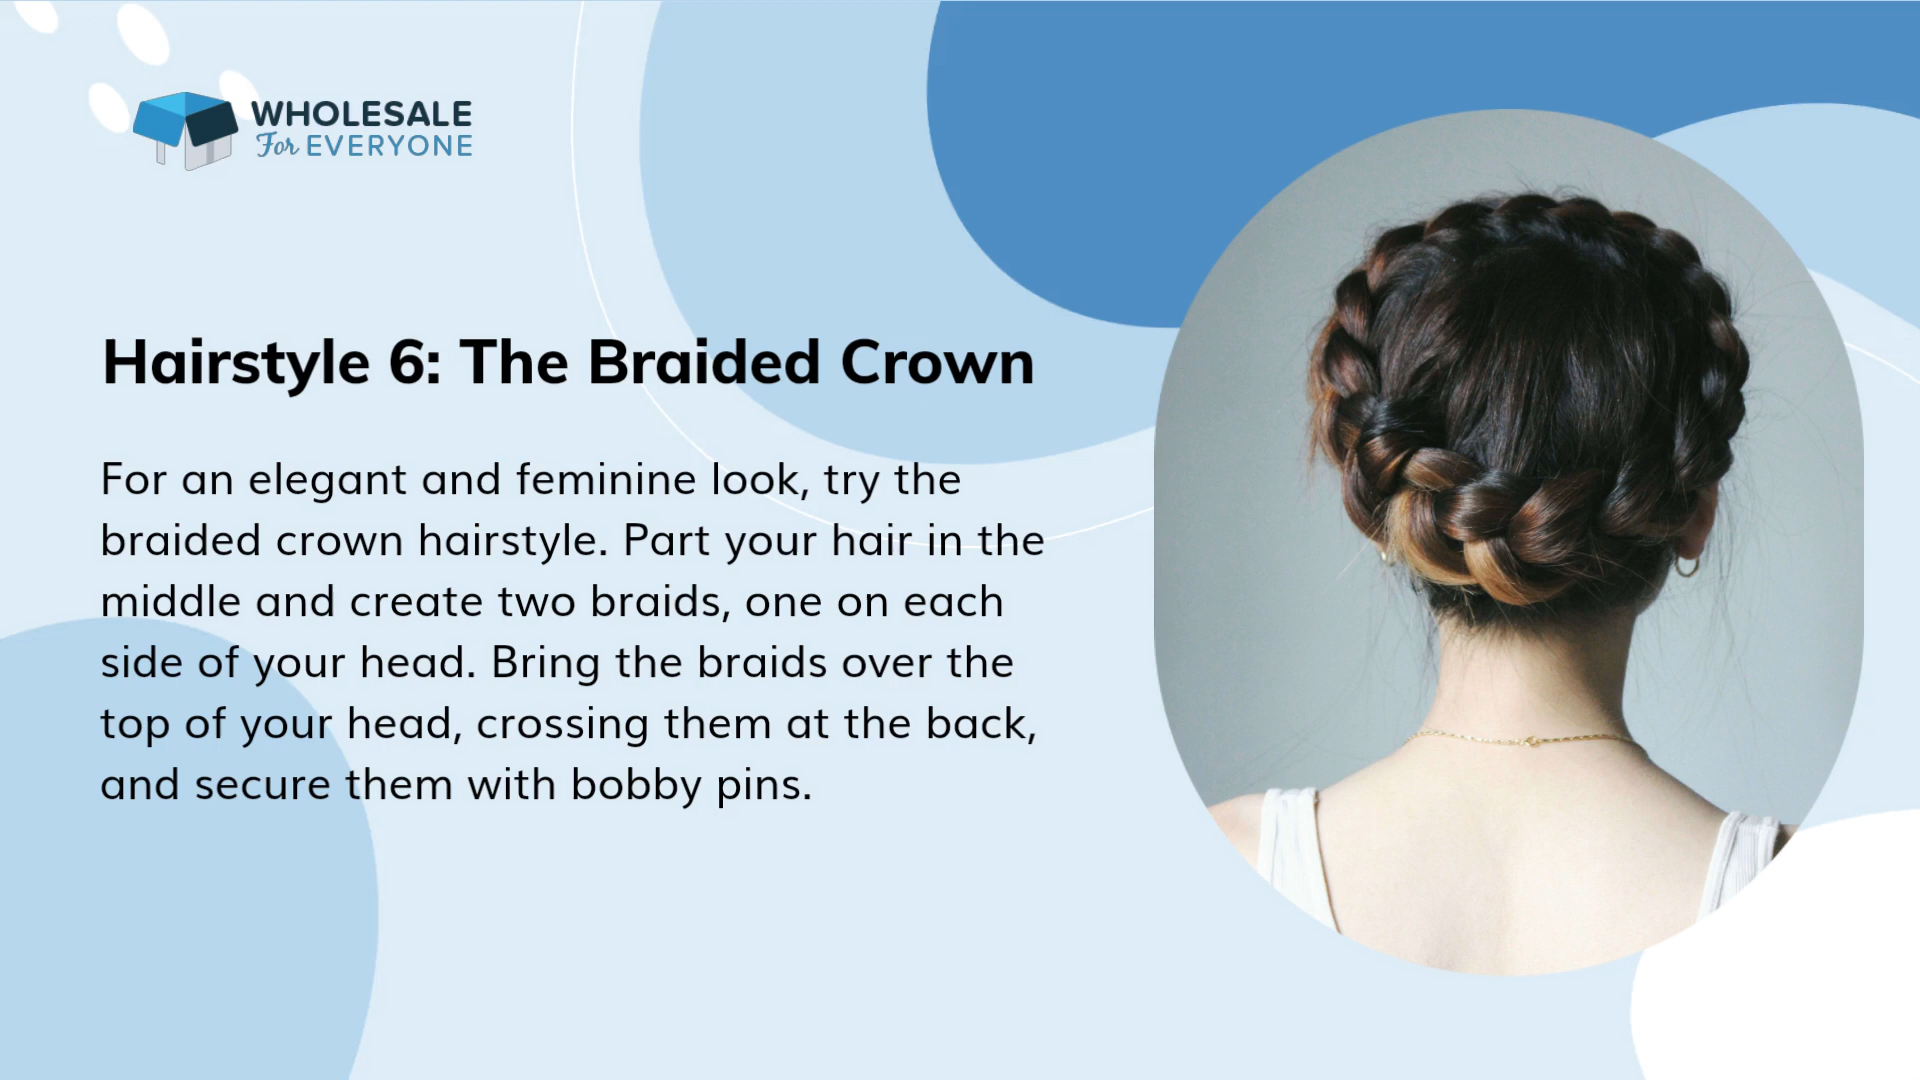 WHOLESALE
For EVERYONE
Hairstyle 6: The Braided Crown
For an elegant and feminine look, try the
braided crown hairstyle. Part your hair in the
middle and create two braids, one on each
side of your head. Bring the braids over the
top of your head, crossing them at the back,
and secure them with bobby pins.